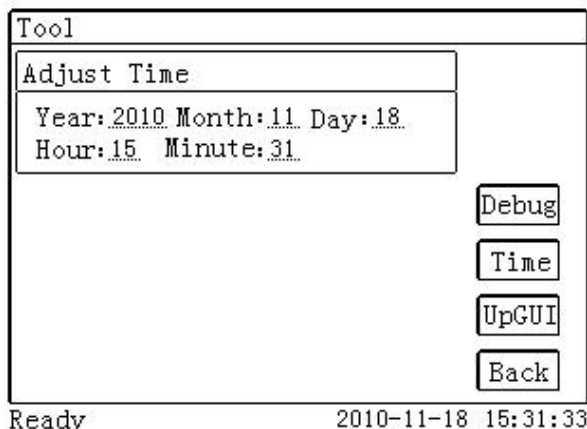 Tool
Adjust Time
Year: 2010 Month: 11 Day: 18
Hour: 15 Minute: 31
Debug
Time
UpGUI
Back
Ready 2010-11-18 15:31:33